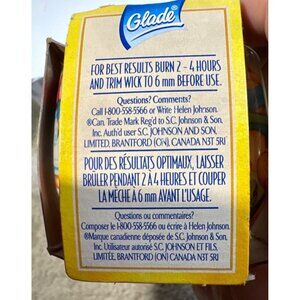 Glade®
FOR BEST RESULTS BURN 2 - 4 HOURS
AND TRIM WICK TO 6 mm BEFORE USE.
Questions? Comments?
Call 1-800-558-5566 or Write Helen Johnson.
®Can. Trade Mark Reg'd to S.C. Johnson & Son.
Inc. Auth'd user S.C. JOHNSON AND SON,
LIMITED, BRANTFORD (ON) CANADA N3T 5R1
POUR DES RÉSULTATS OPTIMAUX, LAISSER
BRÛLER PENDANT 2 À 4 HEURES ET COUPER
LA MÈCHE À 6 mm AVANT L'USAGE.
Questions ou commentaires?
Composer le 1-800-558-5566 ou écrire à Helen Johnson.
®Marque canadienne déposée de S.C. Johnson & Son,
Inc. Utilisateur autorisé S.C. JOHNSON ET FILS,
LIMITÉE, BRANTFORD (ON) CANADA N3T 5R1